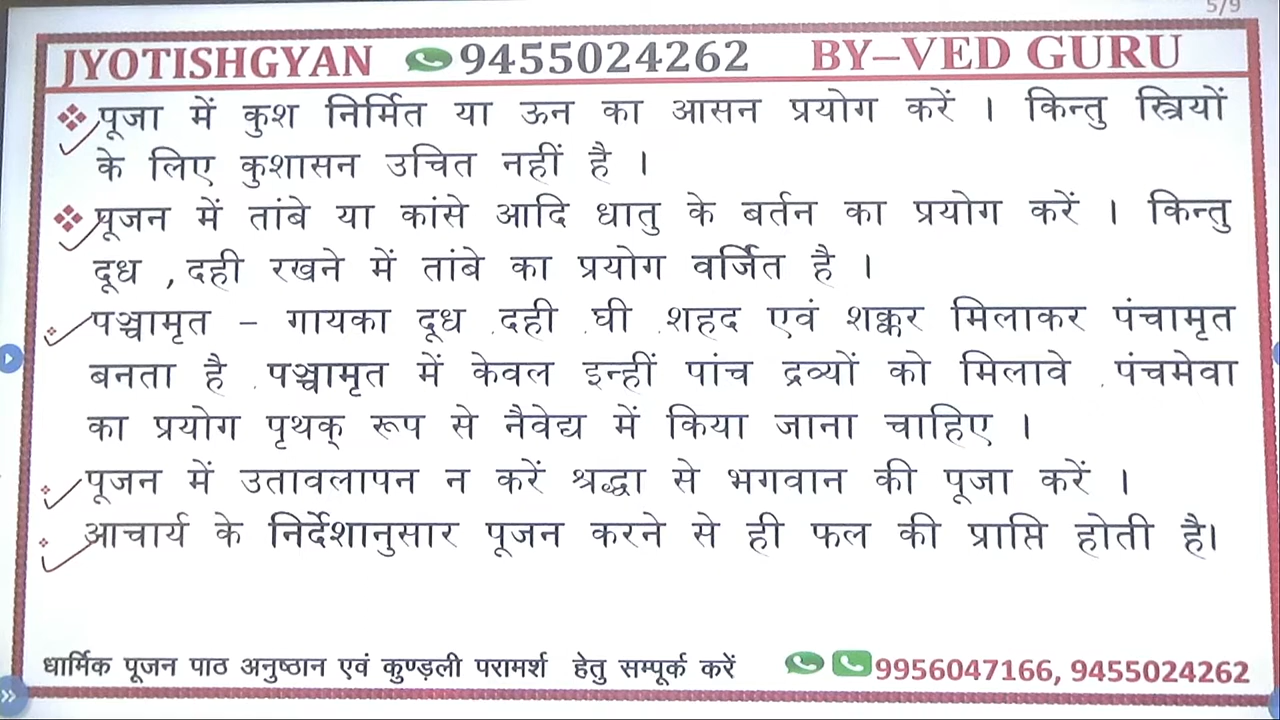 5/9
JYOTISHGYAN 9455024262 BY–VED GURU
पूजा में कुश निर्मित या ऊन का आसन प्रयोग करें । किन्तु स्त्रियों
के लिए कुशासन उचित नहीं है ।
पूजन में तांबे या कांसे आदि धातु के बर्तन का प्रयोग करें । किन्तु
दूध ,दही रखने में तांबे का प्रयोग वर्जित है ।
पञ्चामृत – गायका दूध ,दही ,घी ,शहद एवं शक्कर मिलाकर पंचामृत
बनता है ,पञ्चामृत में केवल इन्हीं पांच द्रव्यों को मिलावे ,पंचमेवा
का प्रयोग पृथक् रूप से नैवेद्य में किया जाना चाहिए ।
पूजन में उतावलापन न करें श्रद्धा से भगवान की पूजा करें ।
आचार्य के निर्देशानुसार पूजन करने से ही फल की प्राप्ति होती है।
धार्मिक पूजन पाठ अनुष्ठान एवं कुण्डली परामर्श हेतु सम्पूर्क करें 9956047166, 9455024262